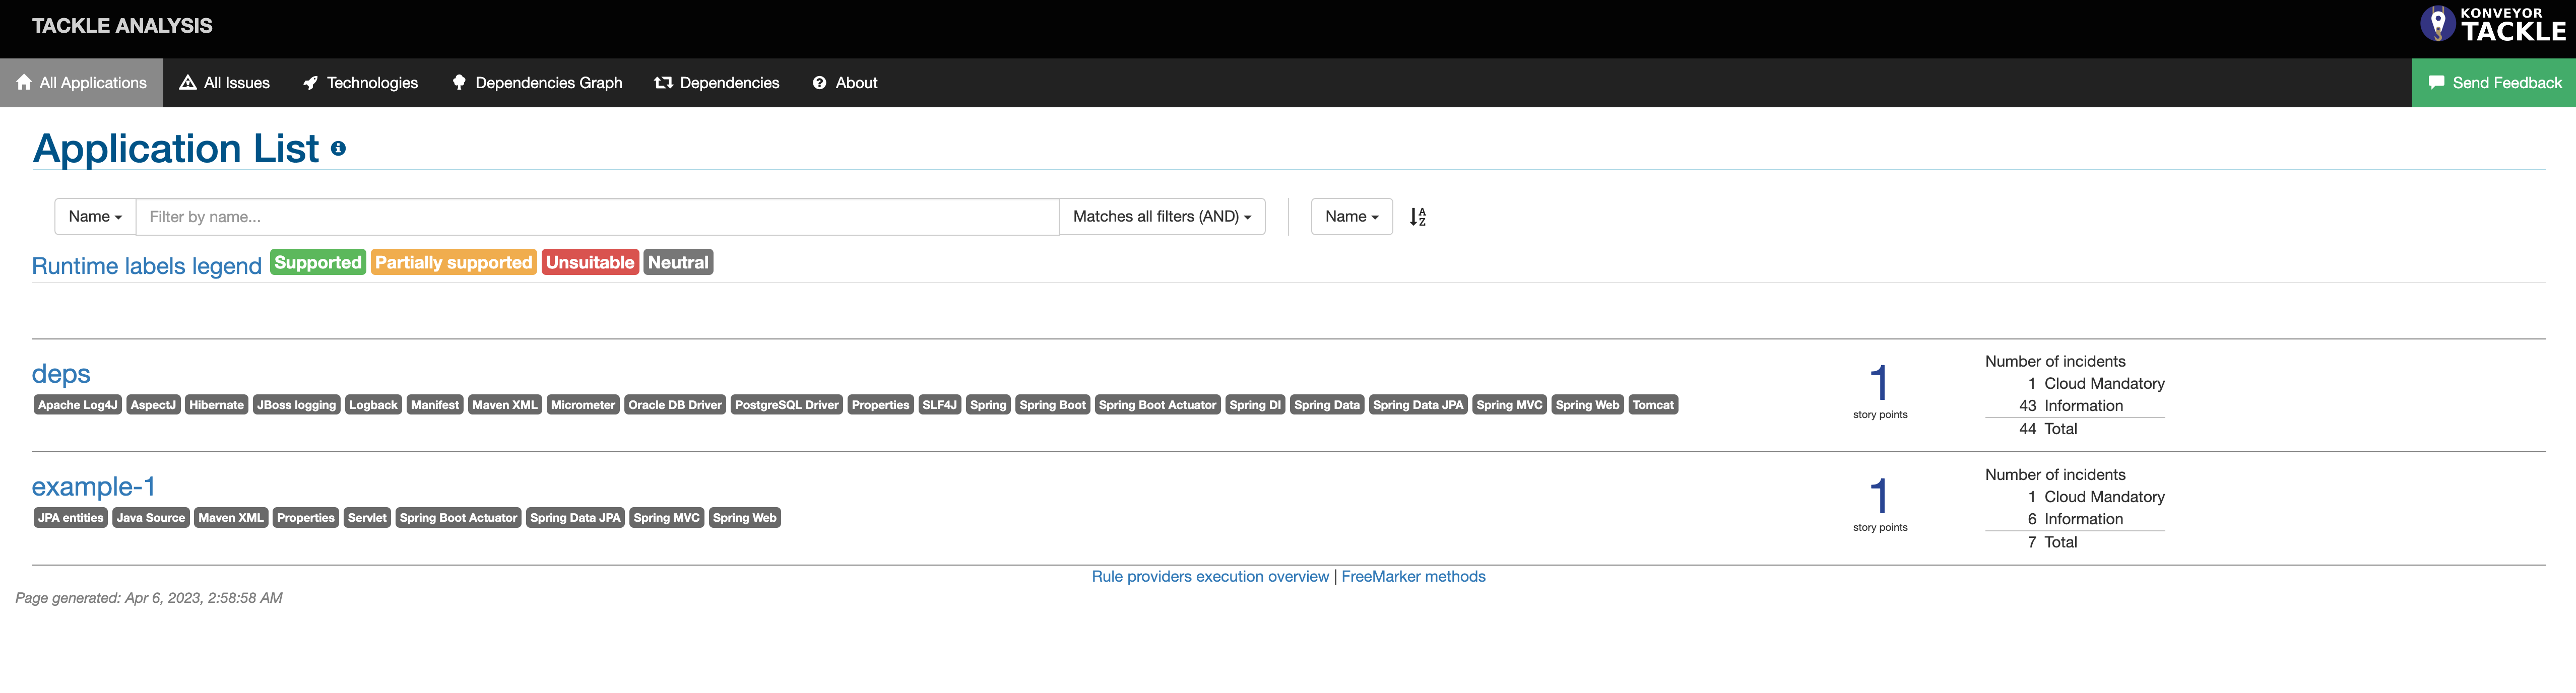 TACKLE ANALYSIS
KONVEYOR
TACKLE
All Applications All Issues Technologies Dependencies Graph Dependencies About Send Feedback
Application List
Name Filter by name... Matches all filters (AND) Name
Runtime labels legend Supported Partially supported Unsuitable Neutral
deps
Apache Log4J AspectJ Hibernate JBoss logging Logback Manifest Maven XML Micrometer Oracle DB Driver PostgreSQL Driver Properties SLF4J Spring Spring Boot Spring Boot Actuator Spring DI Spring Data Spring Data JPA Spring MVC Spring Web Tomcat
1
story points
Number of incidents
1 Cloud Mandatory
43 Information
44 Total
example-1
JPA entities Java Source Maven XML Properties Servlet Spring Boot Actuator Spring Data JPA Spring MVC Spring Web
1
story points
Number of incidents
1 Cloud Mandatory
6 Information
7 Total
Rule providers execution overview | FreeMarker methods
Page generated: Apr 6, 2023, 2:58:58 AM